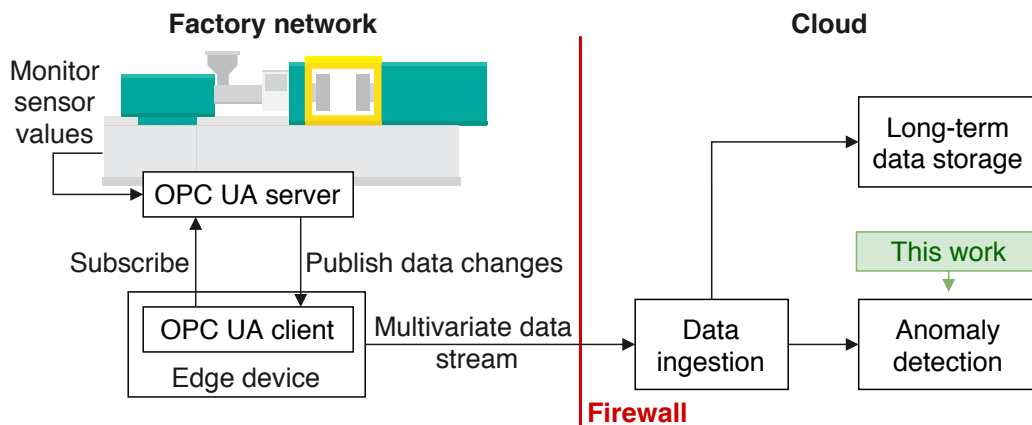 Factory network
Cloud
Monitor
sensor
values
OPC UA server
Subscribe
Publish data changes
OPC UA client
Edge device
Multivariate data
stream
Firewall
Data
ingestion
Long-term
data storage
This work
Anomaly
detection